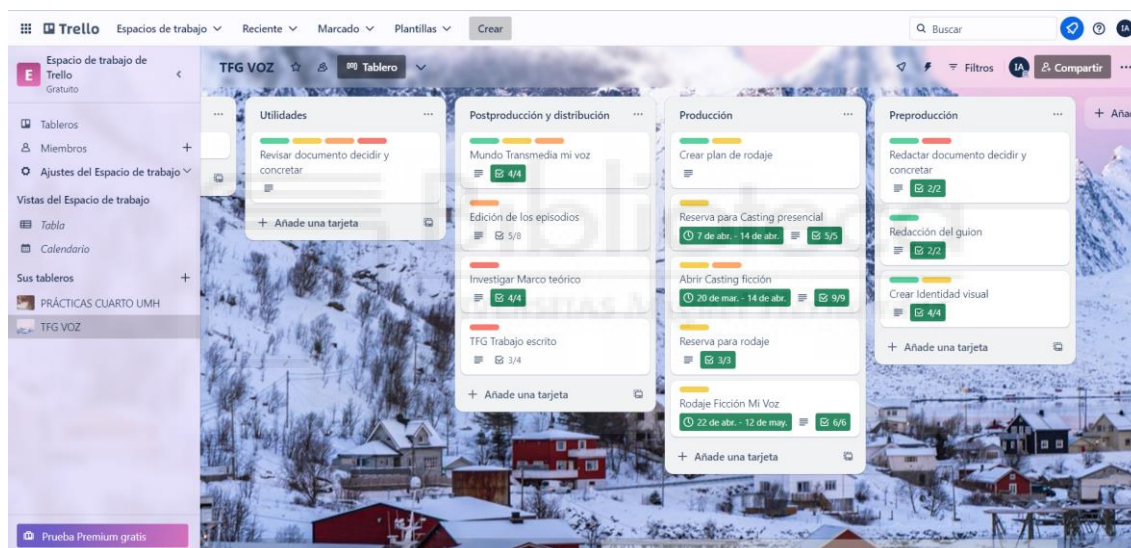 Trello Espacios de trabajo Reciente Marcado Plantillas Crear Buscar IA
E Espacio de trabajo de
Trello
Gratuito
TFG VOZ Tablero Filtros IA Compartir
Tableros
Miembros
Ajustes del Espacio de trabajo
Vistas del Espacio de trabajo
Tabla
Calendario
Sus tableros
PRÁCTICAS CUARTO UMH
TFG VOZ
Prueba Premium gratis
Utilidades
Revisar documento decidir y
concretar
Añade una tarjeta
Postproducción y distribución
Mundo Transmedia mi voz
4/4
Edición de los episodios
5/8
Investigar Marco teórico
4/4
TFG Trabajo escrito
3/4
Añade una tarjeta
Producción
Crear plan de rodaje
Reserva para Casting presencial
7 de abr. - 14 de abr. 5/5
Abrir Casting ficción
20 de mar. - 14 de abr. 9/9
Reserva para rodaje
3/3
Rodaje Ficción Mi Voz
22 de abr. - 12 de may. 6/6
Añade una tarjeta
Preproducción
Redactar documento decidir y
concretar
2/2
Redacción del guion
2/2
Crear Identidad visual
4/4
Añade una tarjeta
Biblioteca